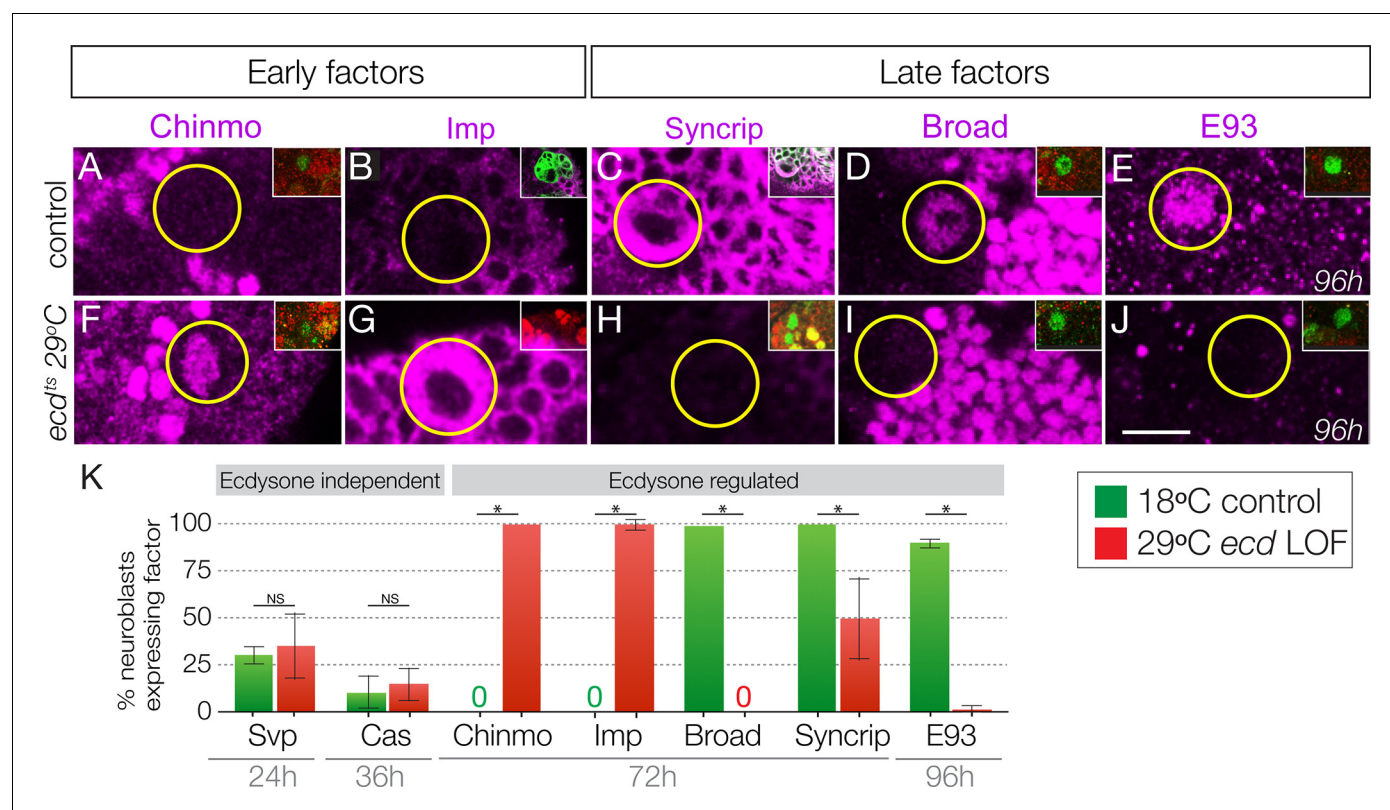 Early factors
Late factors
Chinmo
Imp
Syncrip
Broad
E93
control
A
B
C
D
E
96h
ecdts 29ºC
F
G
H
I
J
96h
K
Ecdysone independent
Ecdysone regulated
18ºC control
29ºC ecd LOF
% neuroblasts
expressing factor
100
75
50
25
0
NS
NS
*
*
*
*
*
0
0
0
Svp
Cas
Chinmo
Imp
Broad
Syncrip
E93
24h
36h
72h
96h